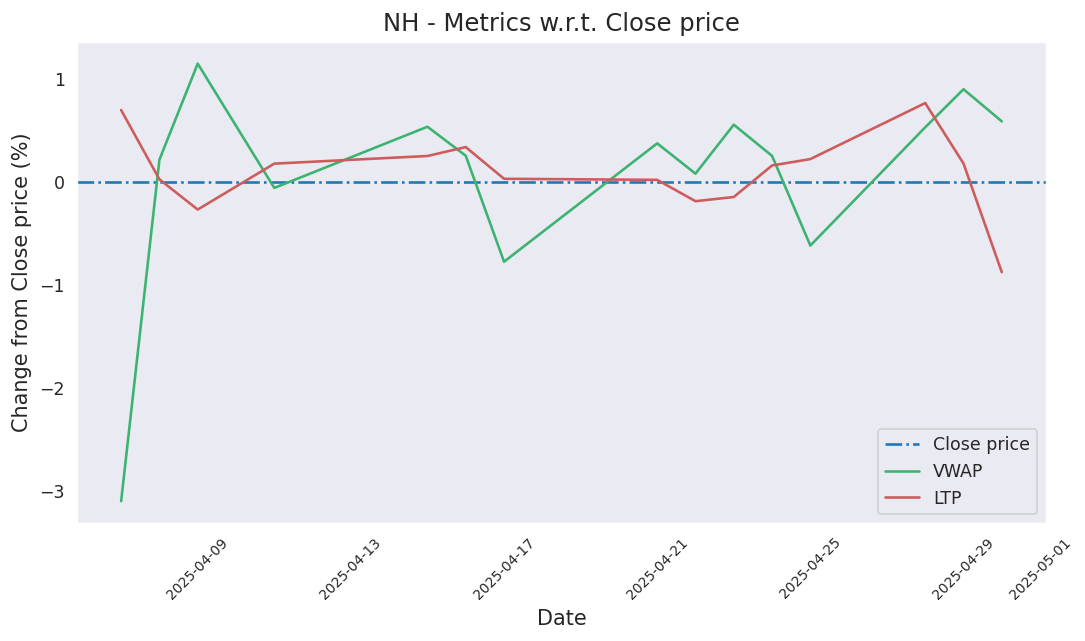 NH - Metrics w.r.t. Close price
Change from Close price (%)
1
0
−1
−2
−3
Close price
VWAP
LTP
2025-04-09
2025-04-13
2025-04-17
2025-04-21
2025-04-25
2025-04-29
2025-05-01
Date